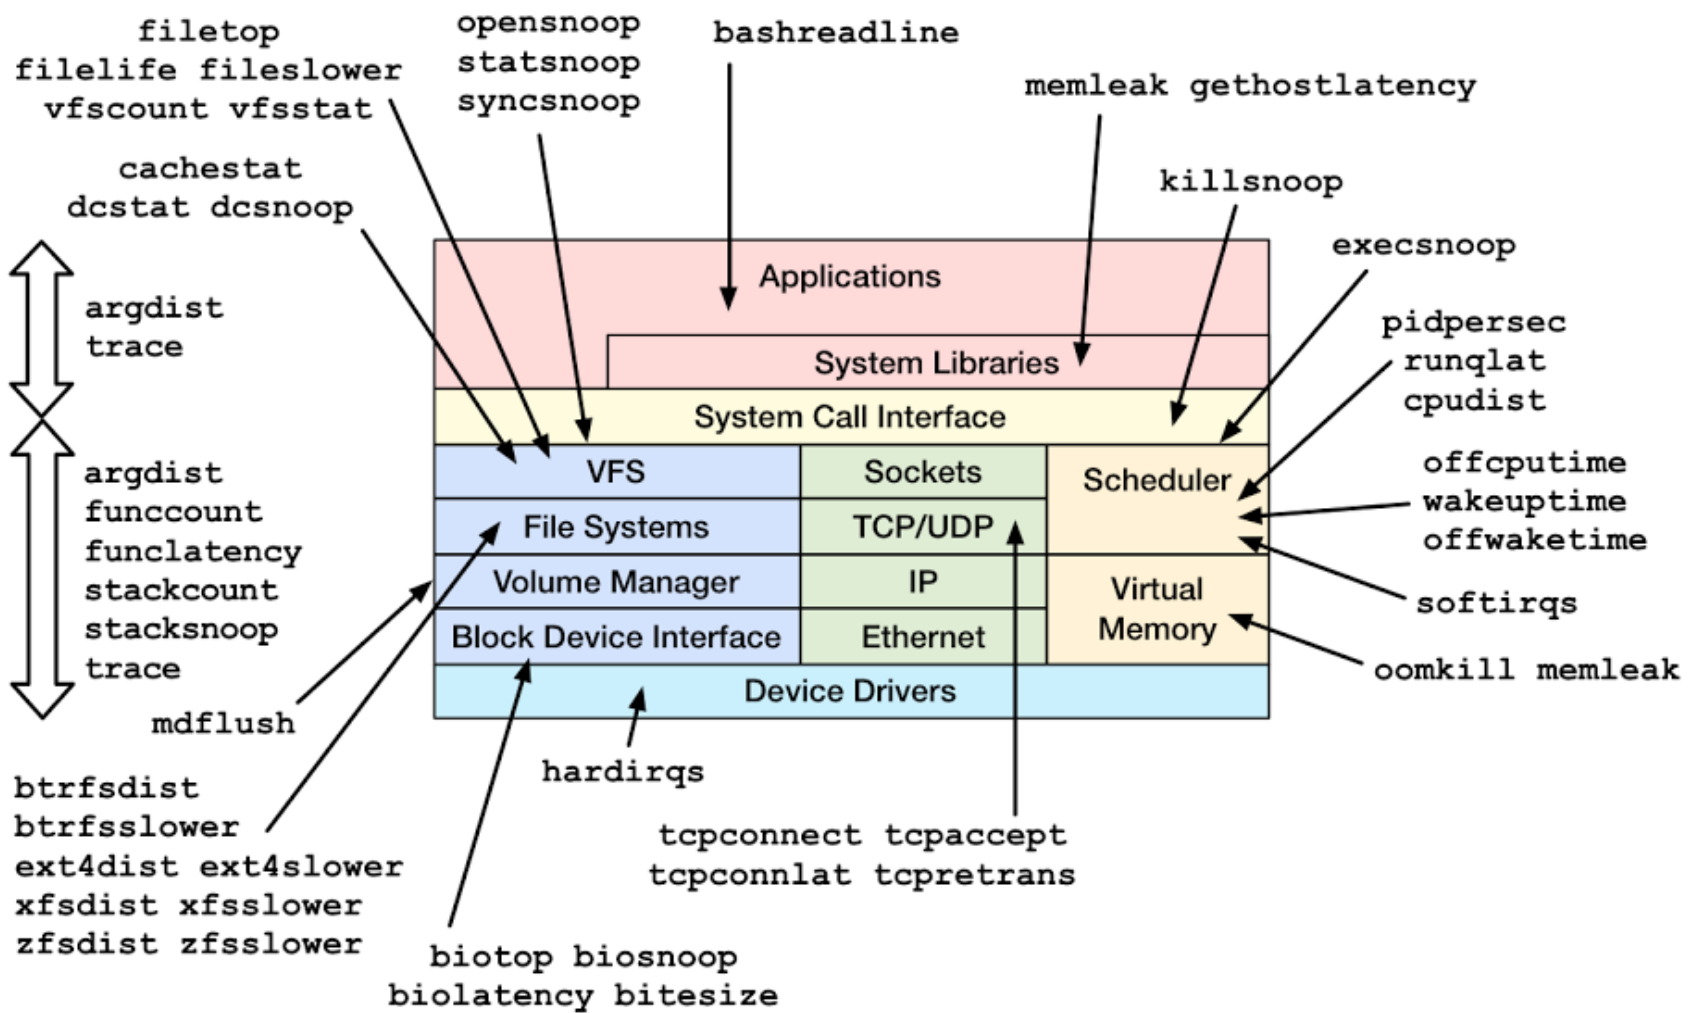 filetop
filelife fileslower
vfscount vfsstat
opensnoop
statsnoop
syncsnoop
bashreadline
memleak gethostlatency
cachestat
dcstat dcsnoop
killsnoop
execsnoop
argdist
trace
Applications
System Libraries
System Call Interface
pidpersec
runqlat
cpudist
argdist
funccount
funclatency
stackcount
stacksnoop
trace
VFS
Sockets
Scheduler
File Systems
TCP/UDP
Volume Manager
IP
Virtual
Memory
Block Device Interface
Ethernet
Device Drivers
offcputime
wakeuptime
offwaketime
softirqs
oomkill memleak
mdflush
hardirqs
btrfsdist
btrfsslower
ext4dist ext4slower
xfsdist xfsslower
zfsdist zfsslower
tcpconnect tcpaccept
tcpconnlat tcpretrans
biotop biosnoop
biolatency bitesize